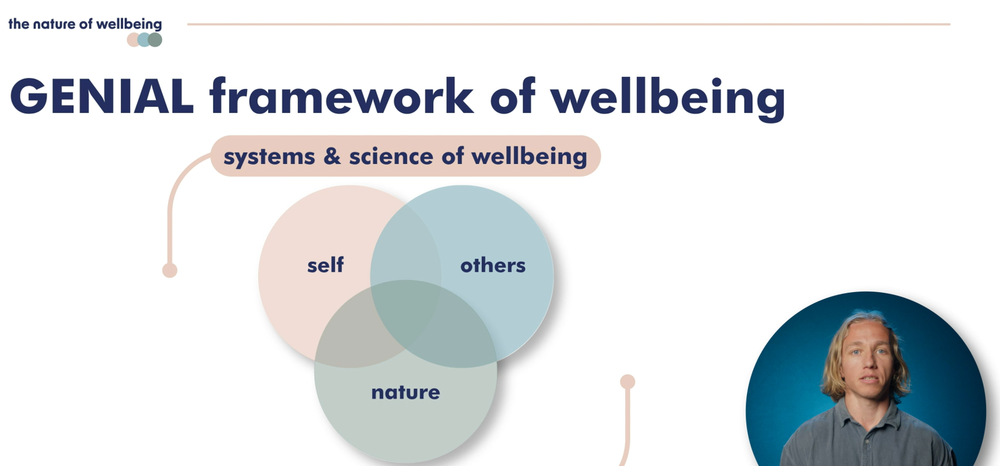 the nature of wellbeing
GENIAL framework of wellbeing
systems & science of wellbeing
self
others
nature